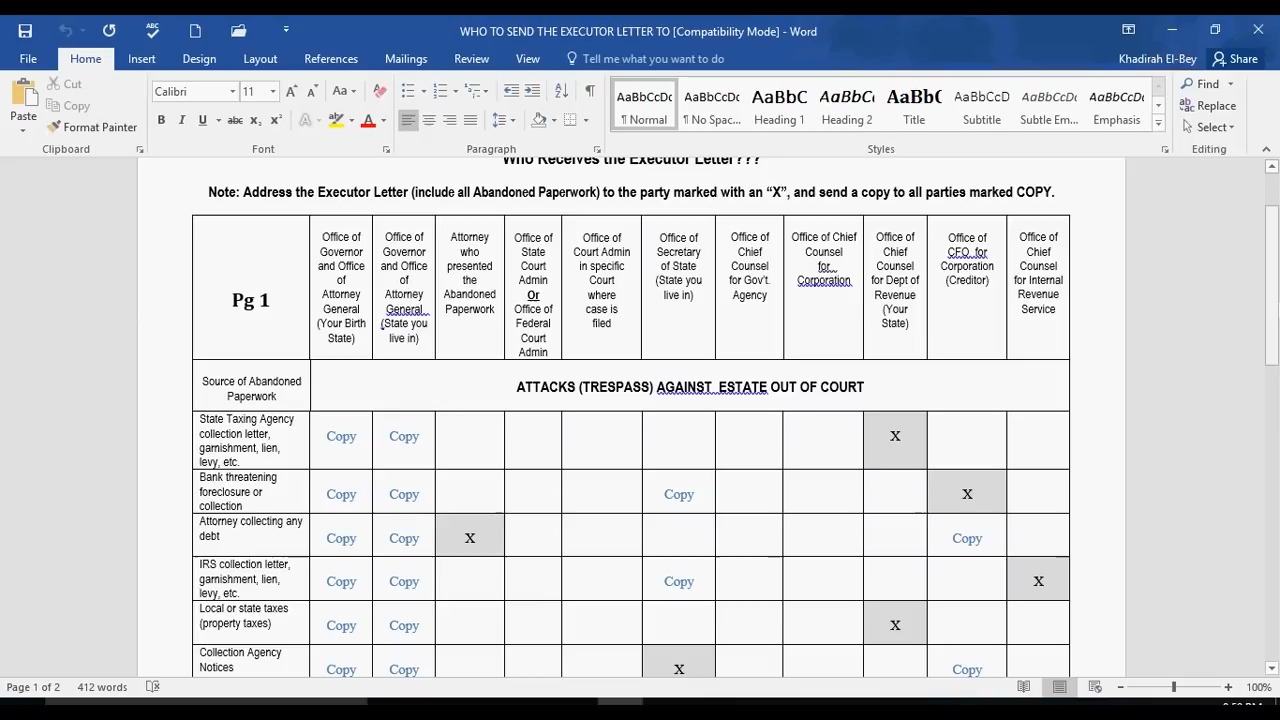 WHO TO SEND THE EXECUTOR LETTER TO [Compatibility Mode] - Word
File Home Insert Design Layout References Mailings Review View Tell me what you want to do Khadirah El-Bey Share
Paste
Cut
Copy
Format Painter
Clipboard
Calibri 11
Font
Paragraph
AaBbCcDc AaBbCcDc AaBbC AaBbCc AaBb( AaBbCcD AaBbCcDc AaBbCcDc
¶ Normal ¶ No Spac... Heading 1 Heading 2 Title Subtitle Subtle Em... Emphasis
Styles
Find
Replace
Select
Editing
Who Receives the Executor Letter???
Note: Address the Executor Letter (include all Abandoned Paperwork) to the party marked with an “X”, and send a copy to all parties marked COPY.
Pg 1
Office of
Governor
and Office
of
Attorney
General
(Your Birth
State)
Office of
Governor
and Office
of
Attorney
General
(State you
live in)
Attorney
who
presented
the
Abandoned
Paperwork
Office of
State
Court
Admin
Or
Office of
Federal
Court
Admin
Office of
Court Admin
in specific
Court
where
case is
filed
Office of
Secretary
of State
(State you
live in)
Office of
Chief
Counsel
for Gov't.
Agency
Office of Chief
Counsel
for
Corporation
Office of
Chief
Counsel
for Dept of
Revenue
(Your
State)
Office of
CFO for
Corporation
(Creditor)
Office of
Chief
Counsel
for Internal
Revenue
Service
Source of Abandoned
Paperwork
ATTACKS (TRESPASS) AGAINST ESTATE OUT OF COURT
State Taxing Agency
collection letter,
garnishment, lien,
levy, etc.
Copy Copy X
Bank threatening
foreclosure or
collection
Copy Copy Copy X
Attorney collecting any
debt
Copy Copy X Copy
IRS collection letter,
garnishment, lien,
levy, etc.
Copy Copy Copy X
Local or state taxes
(property taxes)
Copy Copy X
Collection Agency
Notices
Copy Copy X Copy
Page 1 of 2 412 words 100%